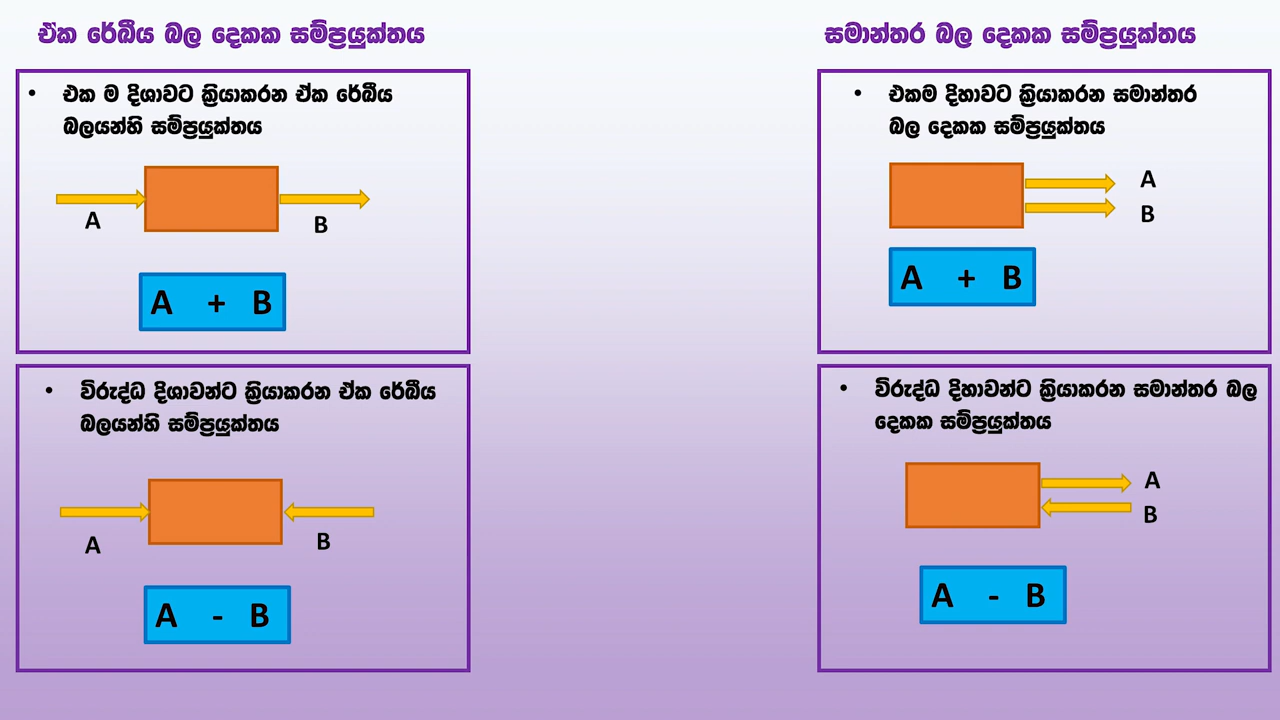 ඒක රේඛීය බල දෙකක සම්ප්‍රයුක්තය
එක ම දිශාවට ක්‍රියාකරන ඒක රේඛීය
බලයන්හි සම්ප්‍රයුක්තය
A
B
A + B
විරුද්ධ දිශාවන්ට ක්‍රියාකරන ඒක රේඛීය
බලයන්හි සම්ප්‍රයුක්තය
A
B
A - B
සමාන්තර බල දෙකක සම්ප්‍රයුක්තය
එකම දිහාවට ක්‍රියාකරන සමාන්තර
බල දෙකක සම්ප්‍රයුක්තය
A
B
A + B
විරුද්ධ දිහාවන්ට ක්‍රියාකරන සමාන්තර බල
දෙකක සම්ප්‍රයුක්තය
A
B
A - B